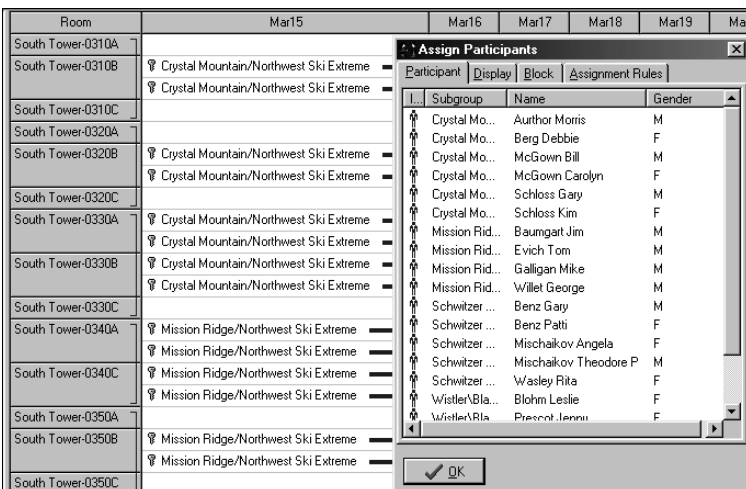 Room Mar15 Mar16 Mar17 Mar18 Mar19 Ma
South Tower-0310A
South Tower-0310B Crystal Mountain/Northwest Ski Extreme
Crystal Mountain/Northwest Ski Extreme
South Tower-0310C
South Tower-0320A
South Tower-0320B Crystal Mountain/Northwest Ski Extreme
Crystal Mountain/Northwest Ski Extreme
South Tower-0320C
South Tower-0330A Crystal Mountain/Northwest Ski Extreme
Crystal Mountain/Northwest Ski Extreme
South Tower-0330B Crystal Mountain/Northwest Ski Extreme
Crystal Mountain/Northwest Ski Extreme
South Tower-0330C
South Tower-0340A Mission Ridge/Northwest Ski Extreme
Mission Ridge/Northwest Ski Extreme
South Tower-0340C Mission Ridge/Northwest Ski Extreme
Mission Ridge/Northwest Ski Extreme
South Tower-0350A
South Tower-0350B Mission Ridge/Northwest Ski Extreme
Mission Ridge/Northwest Ski Extreme
South Tower-0350C
Assign Participants
Participant Display Block Assignment Rules
I... Subgroup Name Gender
Crystal Mo... Aurthor Morris M
Crystal Mo... Berg Debbie F
Crystal Mo... McGown Bill M
Crystal Mo... McGown Carolyn F
Crystal Mo... Schloss Gary M
Crystal Mo... Schloss Kim F
Mission Rid... Baumgart Jim M
Mission Rid... Evich Tom M
Mission Rid... Galligan Mike M
Mission Rid... Willet George M
Schwitzer ... Benz Gary M
Schwitzer ... Benz Patti F
Schwitzer ... Mischaikov Angela F
Schwitzer ... Mischaikov Theodore P M
Schwitzer ... Wasley Rita F
Wistler\Bla... Blohm Leslie F
Wistler\Bla... Prescot Jenny F
OK